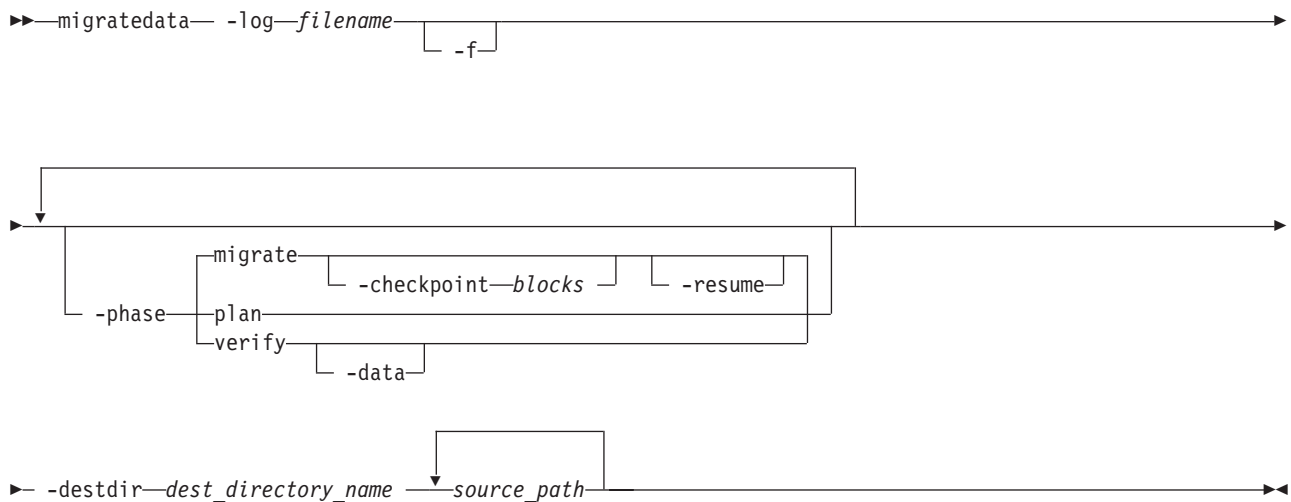 migratedata -log filename
-f
migrate
-checkpoint blocks -resume
-phase plan
verify
-data
-destdir dest_directory_name source_path